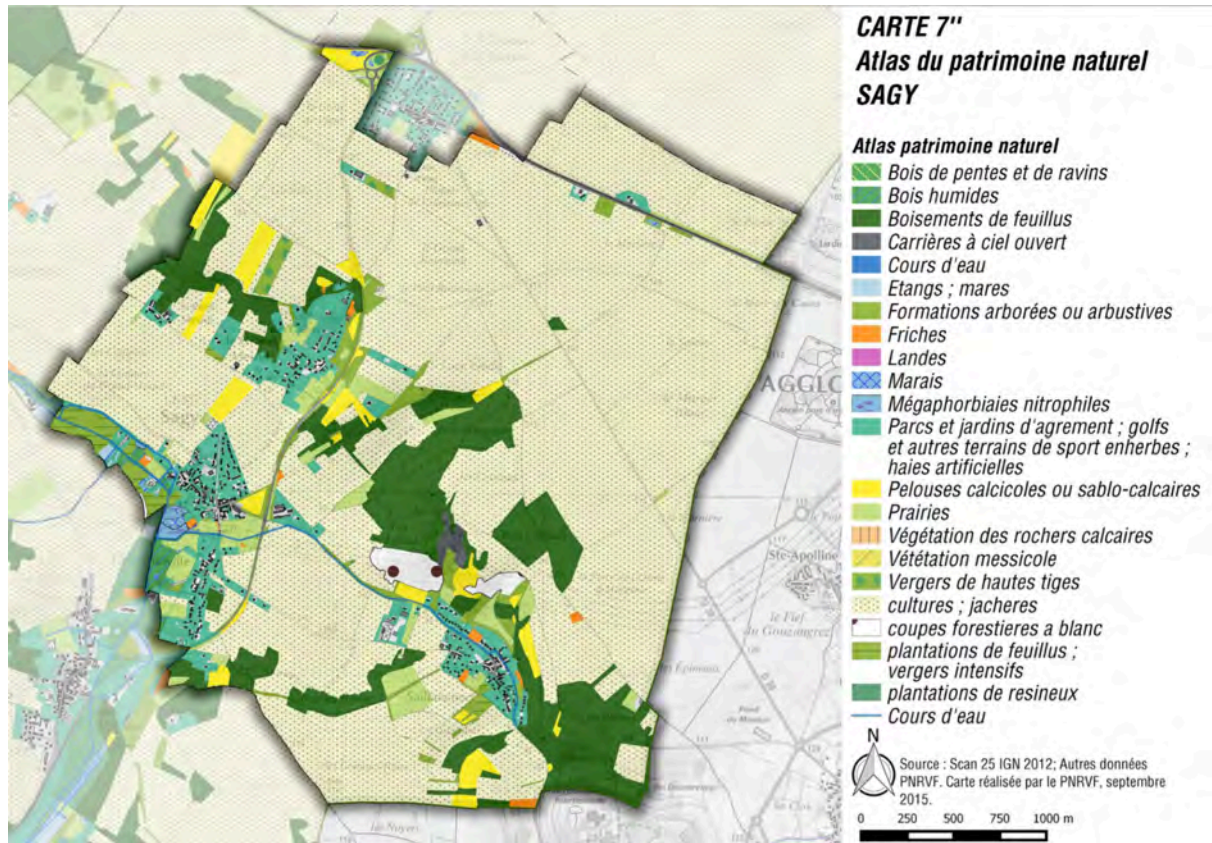 CARTE 7"
Atlas du patrimoine naturel
SAGY
Atlas patrimoine naturel
Bois de pentes et de ravins
Bois humides
Boisements de feuillus
Carrières à ciel ouvert
Cours d'eau
Etangs ; mares
Formations arborées ou arbustives
Friches
Landes
Marais
Mégaphorbiaies nitrophiles
Parcs et jardins d'agrement ; golfs
et autres terrains de sport enherbes ;
haies artificielles
Pelouses calcicoles ou sablo-calcaires
Prairies
Végétation des rochers calcaires
Vététation messicole
Vergers de hautes tiges
cultures ; jacheres
coupes forestieres a blanc
plantations de feuillus ;
vergers intensifs
plantations de resineux
Cours d'eau
N
Source : Scan 25 IGN 2012; Autres données
PNRVF. Carte réalisée par le PNRVF, septembre
2015.
0 250 500 750 1000 m
AGGLO
Ste-Apolline
le Fief
du Gouzangrez